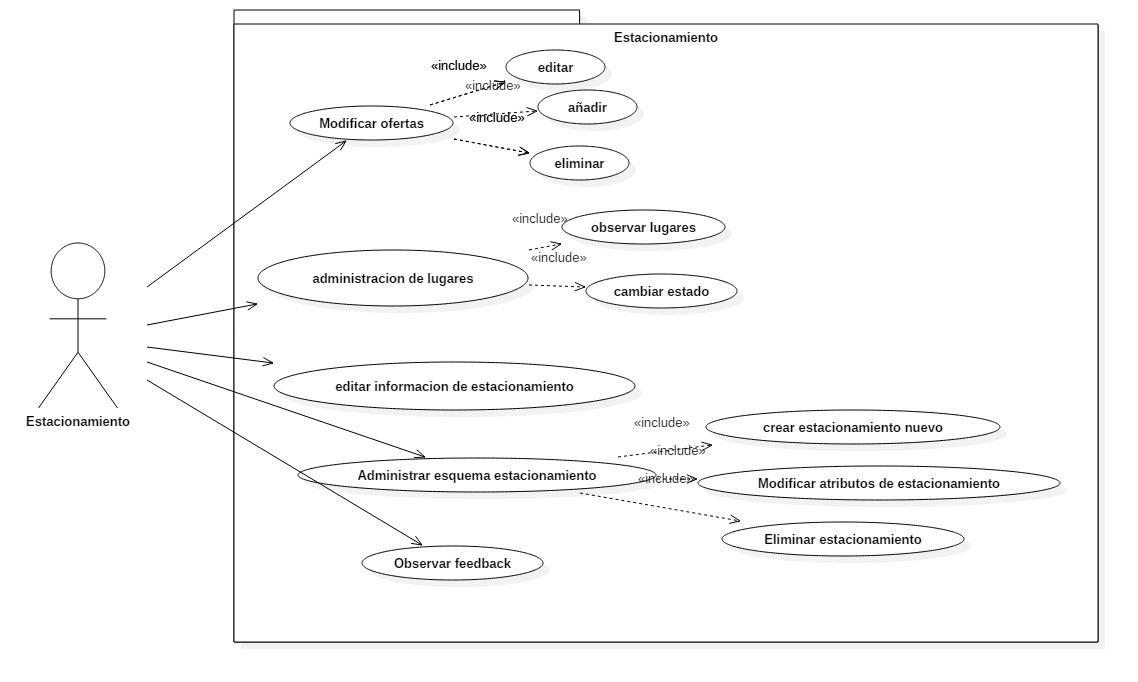 Estacionamiento
«include»
editar
«include»
añadir
«include»
Modificar ofertas
eliminar
«include»
observar lugares
«include»
administracion de lugares
cambiar estado
editar informacion de estacionamiento
Estacionamiento
«include»
crear estacionamiento nuevo
«include»
Administrar esquema estacionamiento
«include»
Modificar atributos de estacionamiento
Eliminar estacionamiento
Observar feedback